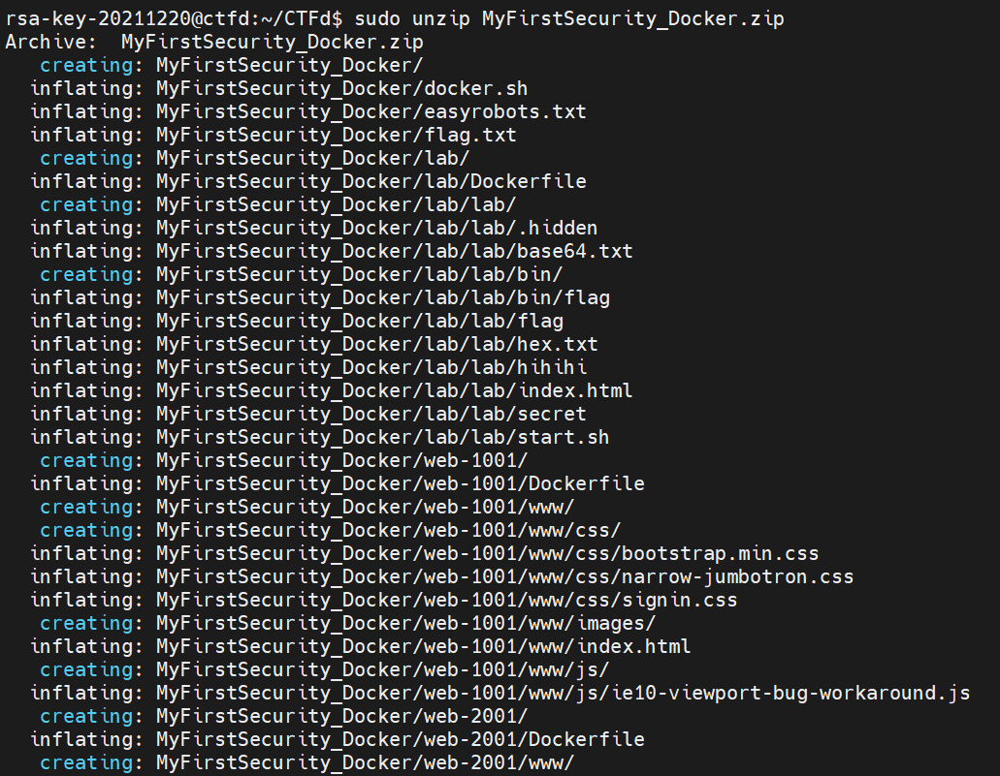 rsa-key-20211220@ctfd:~/CTFd$ sudo unzip MyFirstSecurity_Docker.zip
Archive:  MyFirstSecurity_Docker.zip
   creating: MyFirstSecurity_Docker/
  inflating: MyFirstSecurity_Docker/docker.sh
  inflating: MyFirstSecurity_Docker/easyrobots.txt
  inflating: MyFirstSecurity_Docker/flag.txt
   creating: MyFirstSecurity_Docker/lab/
  inflating: MyFirstSecurity_Docker/lab/Dockerfile
   creating: MyFirstSecurity_Docker/lab/lab/
  inflating: MyFirstSecurity_Docker/lab/lab/.hidden
  inflating: MyFirstSecurity_Docker/lab/lab/base64.txt
   creating: MyFirstSecurity_Docker/lab/lab/bin/
  inflating: MyFirstSecurity_Docker/lab/lab/bin/flag
  inflating: MyFirstSecurity_Docker/lab/lab/flag
  inflating: MyFirstSecurity_Docker/lab/lab/hex.txt
  inflating: MyFirstSecurity_Docker/lab/lab/hihihi
  inflating: MyFirstSecurity_Docker/lab/lab/index.html
  inflating: MyFirstSecurity_Docker/lab/lab/secret
  inflating: MyFirstSecurity_Docker/lab/lab/start.sh
   creating: MyFirstSecurity_Docker/web-1001/
  inflating: MyFirstSecurity_Docker/web-1001/Dockerfile
   creating: MyFirstSecurity_Docker/web-1001/www/
   creating: MyFirstSecurity_Docker/web-1001/www/css/
  inflating: MyFirstSecurity_Docker/web-1001/www/css/bootstrap.min.css
  inflating: MyFirstSecurity_Docker/web-1001/www/css/narrow-jumbotron.css
  inflating: MyFirstSecurity_Docker/web-1001/www/css/signin.css
   creating: MyFirstSecurity_Docker/web-1001/www/images/
  inflating: MyFirstSecurity_Docker/web-1001/www/index.html
   creating: MyFirstSecurity_Docker/web-1001/www/js/
  inflating: MyFirstSecurity_Docker/web-1001/www/js/ie10-viewport-bug-workaround.js
   creating: MyFirstSecurity_Docker/web-2001/
  inflating: MyFirstSecurity_Docker/web-2001/Dockerfile
   creating: MyFirstSecurity_Docker/web-2001/www/